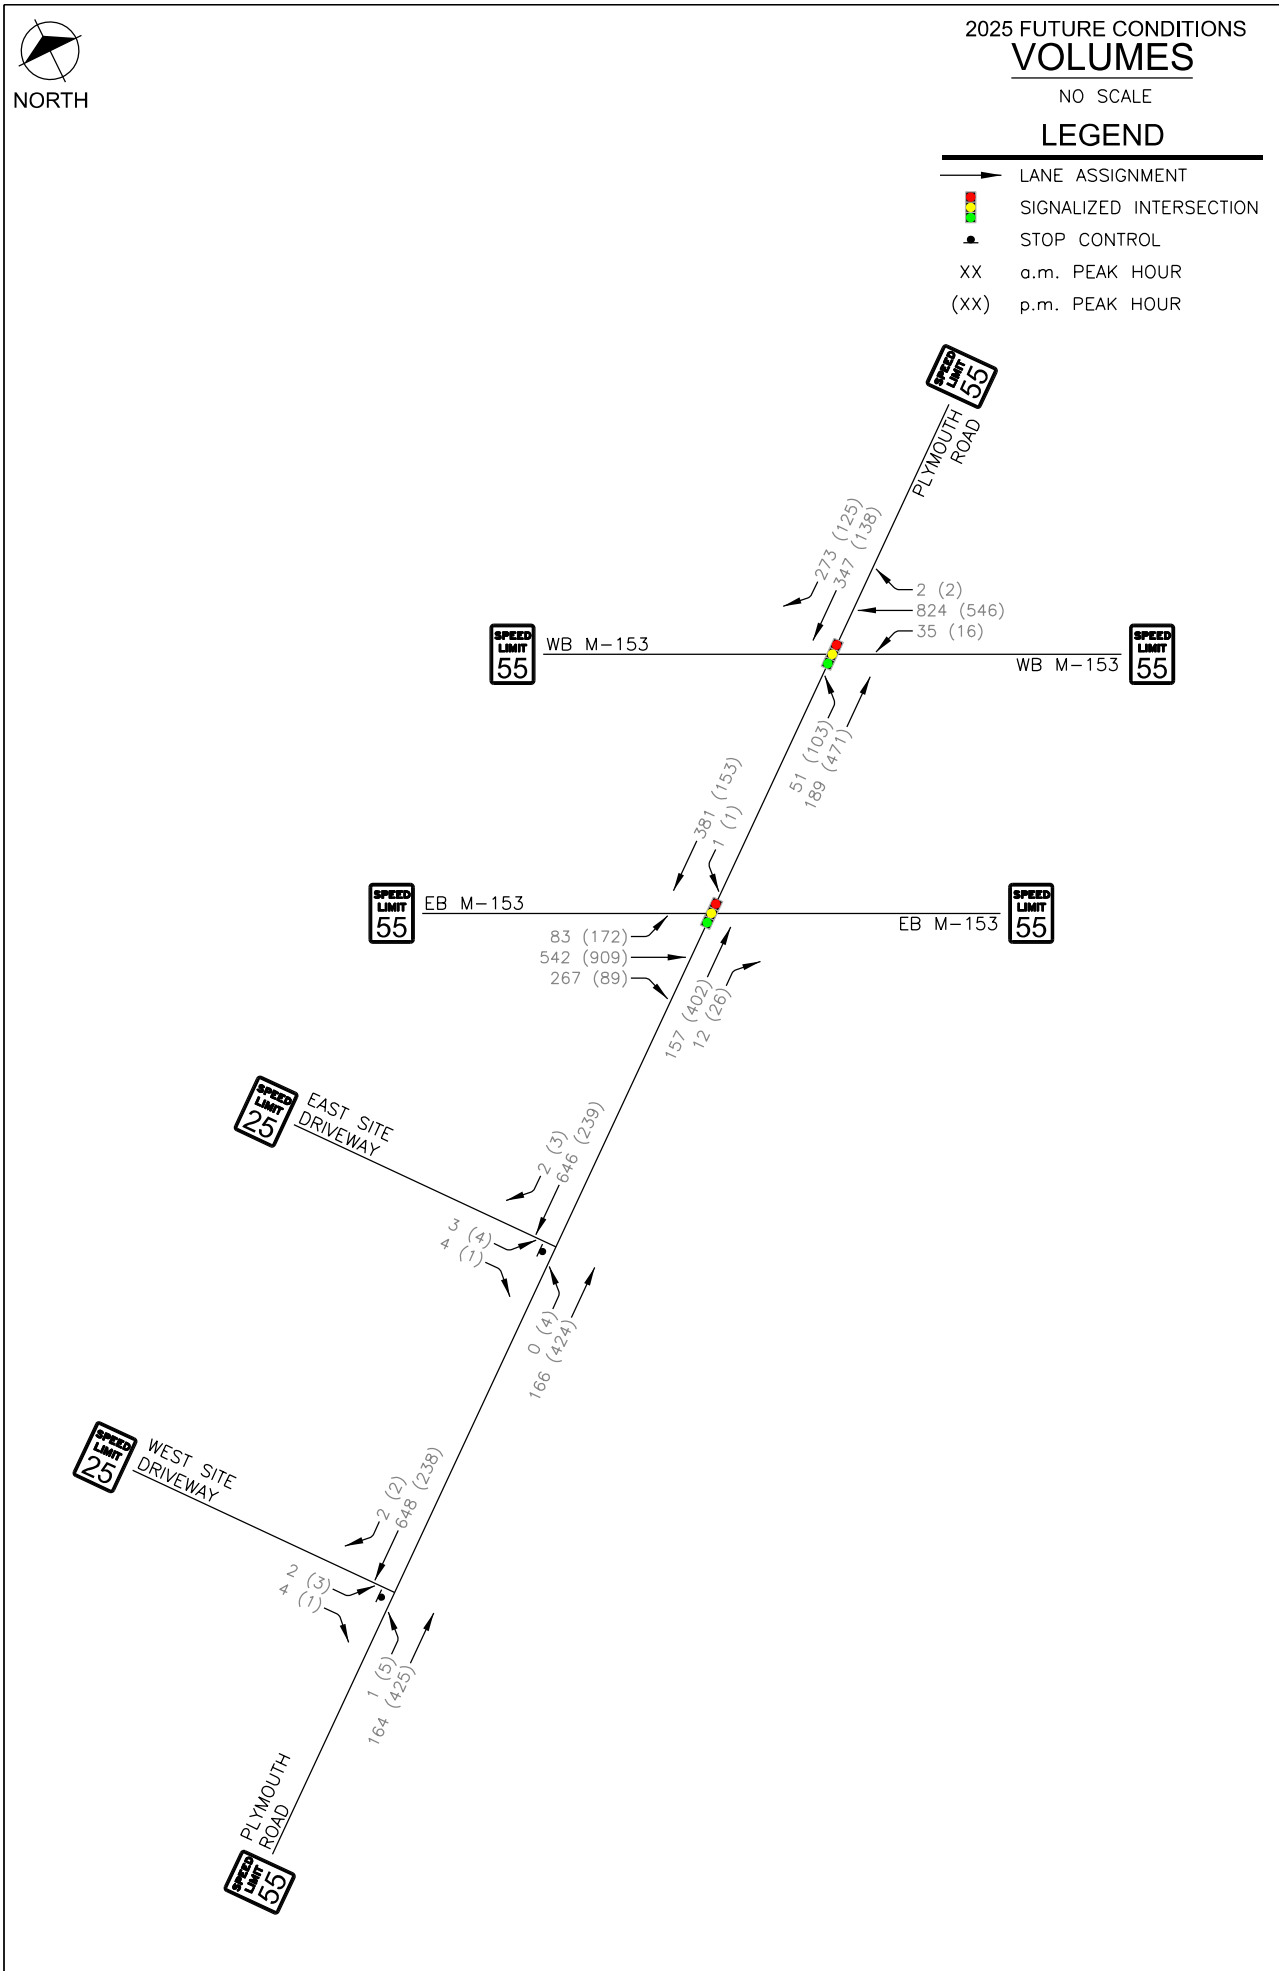 NORTH
2025 FUTURE CONDITIONS
VOLUMES
NO SCALE
LEGEND
LANE ASSIGNMENT
SIGNALIZED INTERSECTION
STOP CONTROL
XX a.m. PEAK HOUR
(XX) p.m. PEAK HOUR
SPEED
LIMIT
55
PLYMOUTH
ROAD
273 (125)
347 (138)
2 (2)
824 (546)
35 (16)
SPEED
LIMIT
55
WB M-153
WB M-153
SPEED
LIMIT
55
51 (103)
189 (471)
381 (153)
1 (1)
SPEED
LIMIT
55
EB M-153
EB M-153
SPEED
LIMIT
55
83 (172)
542 (909)
267 (89)
157 (402)
12 (26)
SPEED
LIMIT
25
EAST SITE
DRIVEWAY
2 (3)
646 (239)
3 (4)
4 (1)
0 (4)
166 (424)
SPEED
LIMIT
25
WEST SITE
DRIVEWAY
2 (2)
648 (238)
2 (3)
4 (1)
1 (5)
164 (425)
PLYMOUTH
ROAD
SPEED
LIMIT
55